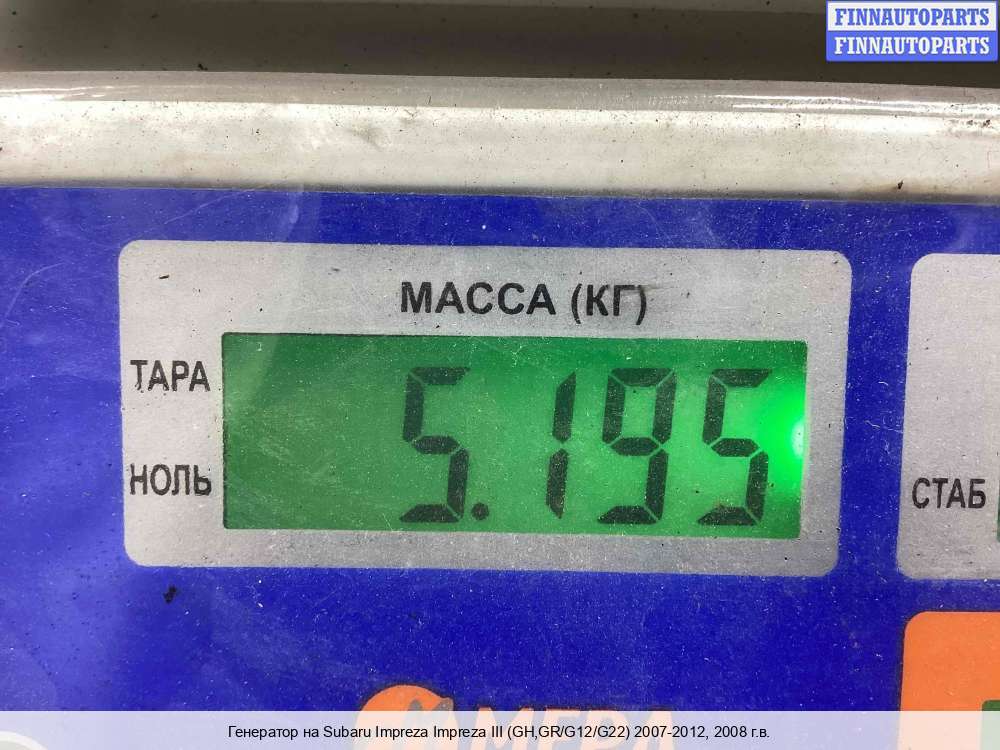 FINNAUTOPARTS
FINNAUTOPARTS
МАССА (КГ)
ТАРА
5.195
НОЛЬ
СТАБ
МЕРА
Генератор на Subaru Impreza Impreza III (GH,GR/G12/G22) 2007-2012, 2008 г.в.